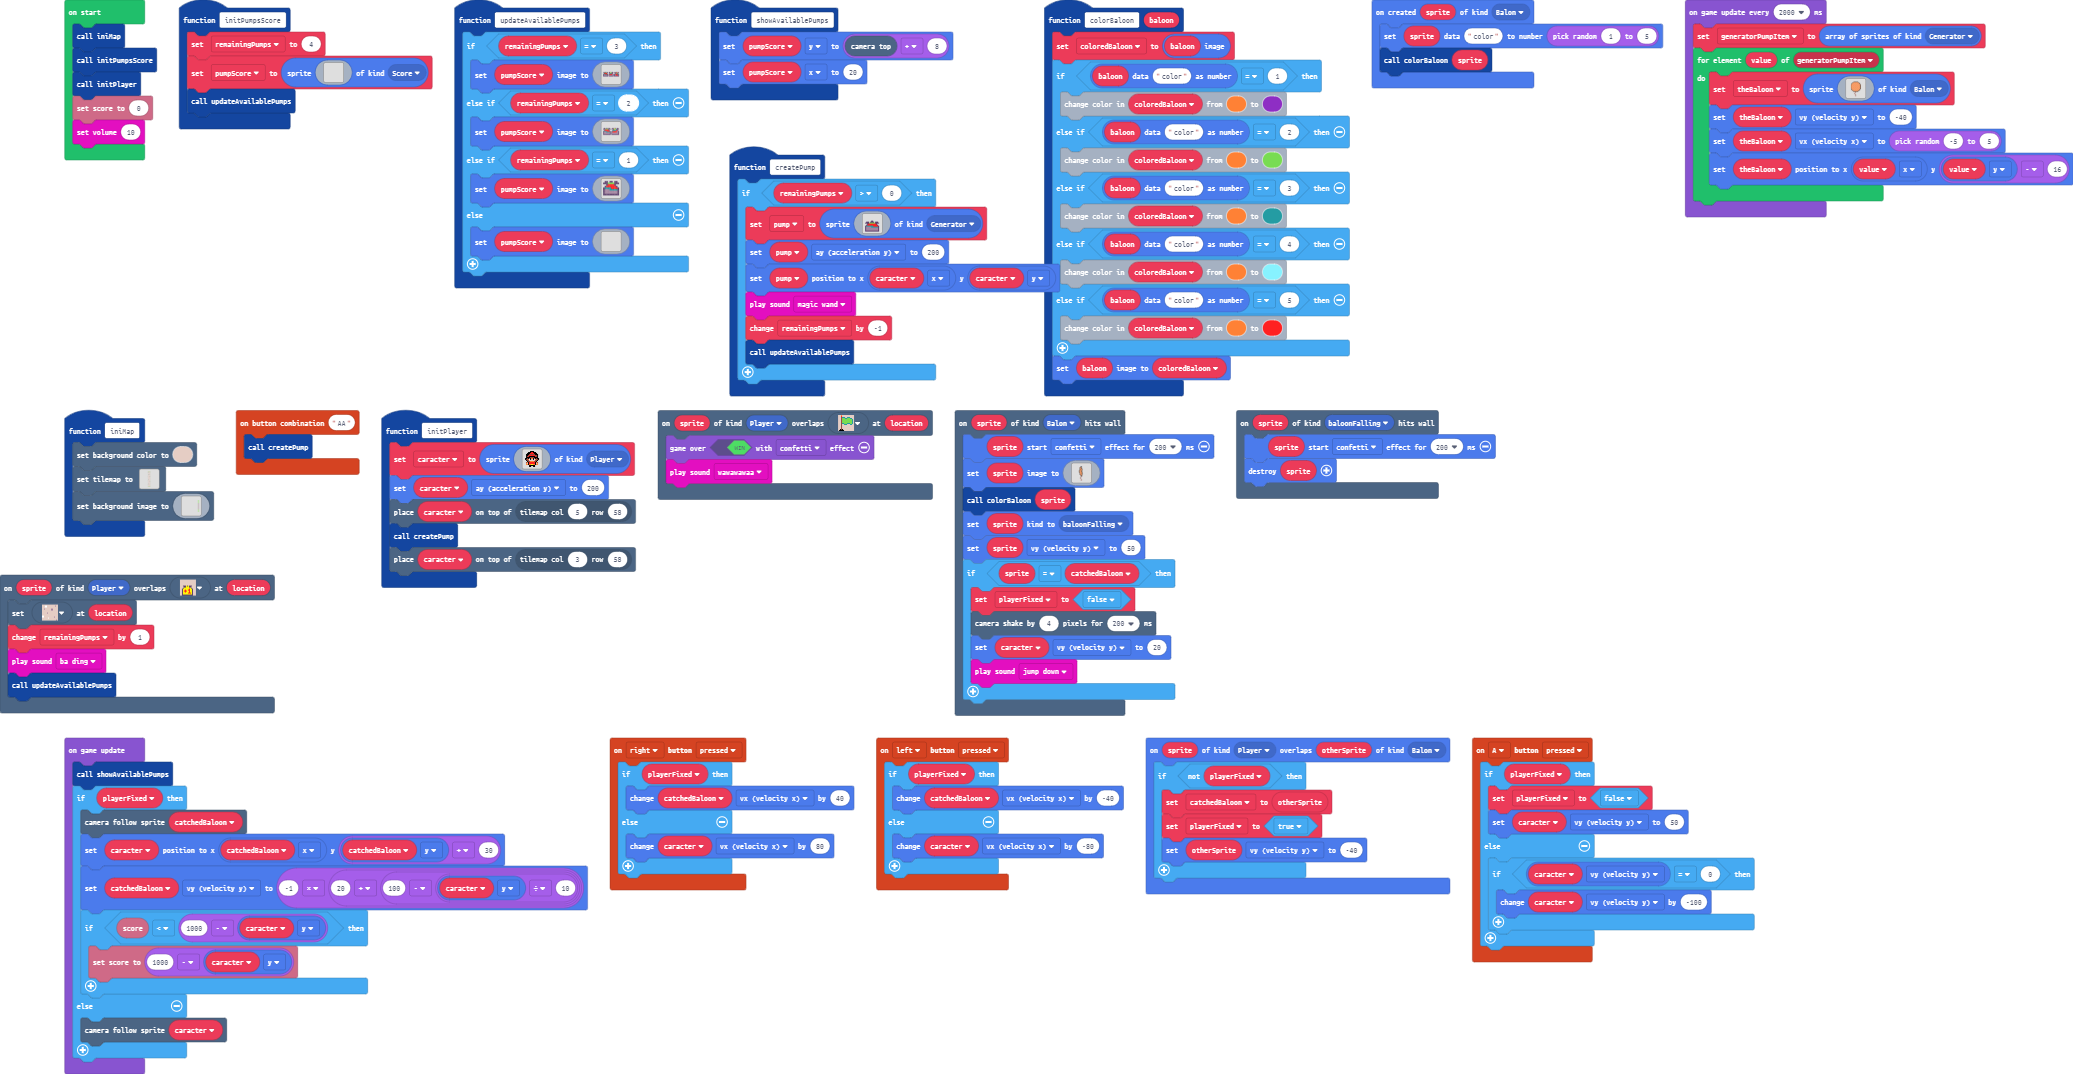 on start
call iniMap
call initPumpsScore
call initPlayer
set score to 0
set volume 10
function initPumpsScore
set remainingPumps to 4
set pumpScore to sprite of kind Score
call updateAvailablePumps
function updateAvailablePumps
if remainingPumps = 3 then
set pumpScore image to
else if remainingPumps = 2 then
set pumpScore image to
else if remainingPumps = 1 then
set pumpScore image to
else
set pumpScore image to
function showAvailablePumps
set pumpScore y to camera top + 8
set pumpScore x to 20
function createPump
if remainingPumps > 0 then
set pump to sprite of kind Generator
set pump ay (acceleration y) to 200
set pump position to x caracter x y caracter y
play sound magic wand
change remainingPumps by -1
call updateAvailablePumps
function colorBaloon baloon
set coloredBaloon to baloon image
if baloon data "color" as number = 1 then
change color in coloredBaloon from to
else if baloon data "color" as number = 2 then
change color in coloredBaloon from to
else if baloon data "color" as number = 3 then
change color in coloredBaloon from to
else if baloon data "color" as number = 4 then
change color in coloredBaloon from to
else if baloon data "color" as number = 5 then
change color in coloredBaloon from to
set baloon image to coloredBaloon
on created sprite of kind Balon
set sprite data "color" to number pick random 1 to 5
call colorBaloon sprite
on game update every 2000 ms
set generatorPumpItem to array of sprites of kind Generator
for element value of generatorPumpItem
do set theBaloon to sprite of kind Balon
set theBaloon vy (velocity y) to -40
set theBaloon vx (velocity x) to pick random -5 to 5
set theBaloon position to x value x y value y - 16
function iniMap
set background color to
set tilemap to
set background image to
on button combination "AA"
call createPump
function initPlayer
set caracter to sprite of kind Player
set caracter ay (acceleration y) to 200
place caracter on top of tilemap col 5 row 58
call createPump
place caracter on top of tilemap col 3 row 58
on sprite of kind Player overlaps at location
game over WIN with confetti effect
play sound wawawawaa
on sprite of kind Balon hits wall
sprite start confetti effect for 200 ms
set sprite image to
call colorBaloon sprite
set sprite kind to baloonFalling
set sprite vy (velocity y) to 50
if sprite = catchedBaloon then
set playerFixed to false
camera shake by 4 pixels for 200 ms
set caracter vy (velocity y) to 20
play sound jump down
on sprite of kind baloonFalling hits wall
sprite start confetti effect for 200 ms
destroy sprite
on sprite of kind Player overlaps at location
set at location
change remainingPumps by 1
play sound ba ding
call updateAvailablePumps
on game update
call showAvailablePumps
if playerFixed then
camera follow sprite catchedBaloon
set caracter position to x catchedBaloon x y catchedBaloon y + 30
set catchedBaloon vy (velocity y) to -1 × 20 + 100 - caracter y ÷ 10
if score < 1000 - caracter y then
set score to 1000 - caracter y
else
camera follow sprite caracter
on right button pressed
if playerFixed then
change catchedBaloon vx (velocity x) by 40
else
change caracter vx (velocity x) by 80
on left button pressed
if playerFixed then
change catchedBaloon vx (velocity x) by -40
else
change caracter vx (velocity x) by -80
on sprite of kind Player overlaps otherSprite of kind Balon
if not playerFixed then
set catchedBaloon to otherSprite
set playerFixed to true
set otherSprite vy (velocity y) to -40
on A button pressed
if playerFixed then
set playerFixed to false
set caracter vy (velocity y) to 50
else
if caracter vy (velocity y) = 0 then
change caracter vy (velocity y) by -100